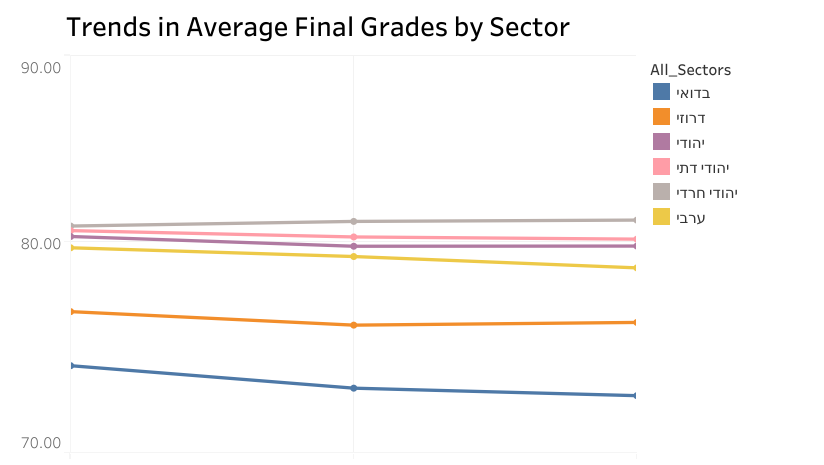 Trends in Average Final Grades by Sector
90.00
80.00
70.00
All_Sectors
בדואי
דרוזי
יהודי
יהודי דתי
יהודי חרדי
ערבי